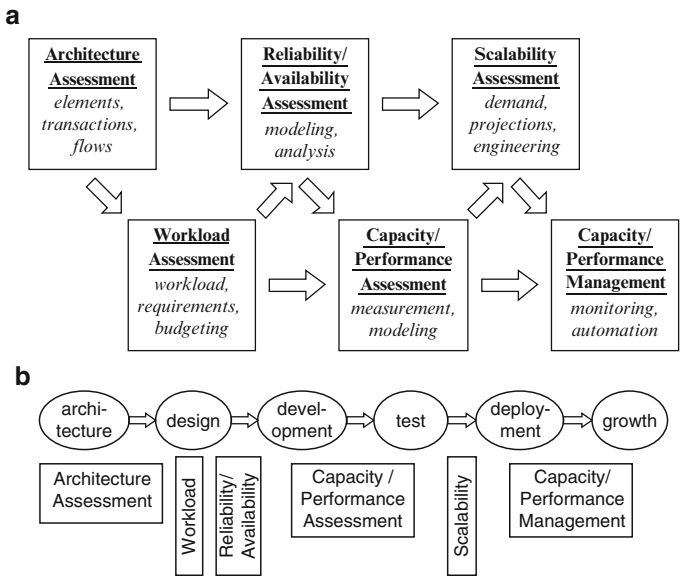 a
Architecture
Assessment
elements,
transactions,
flows
Reliability/
Availability
Assessment
modeling,
analysis
Scalability
Assessment
demand,
projections,
engineering
Workload
Assessment
workload,
requirements,
budgeting
Capacity/
Performance
Assessment
measurement,
modeling
Capacity/
Performance
Management
monitoring,
automation
b
archi-
tecture
design
devel-
opment
test
deploy-
ment
growth
Architecture
Assessment
Workload
Reliability/
Availability
Capacity /
Performance
Assessment
Scalability
Capacity/
Performance
Management